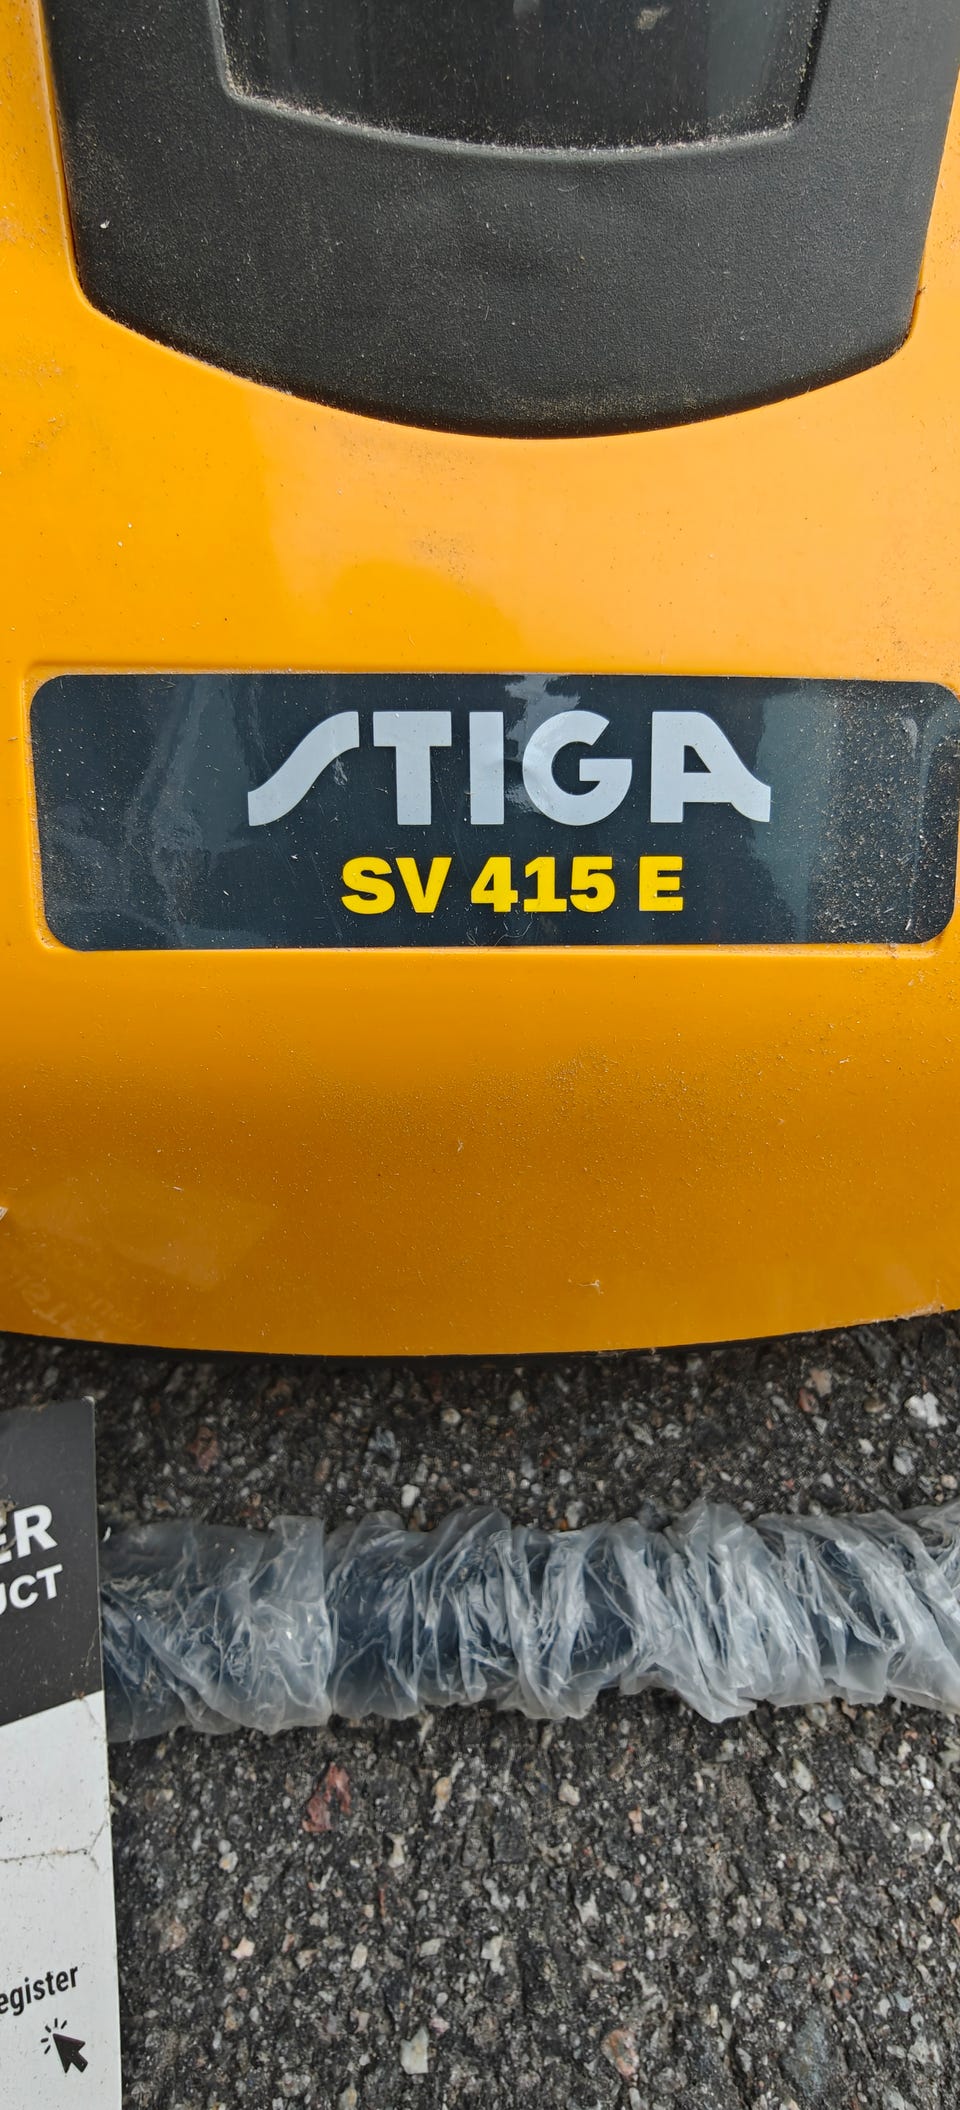 STIGA
SV 415 E
ER
UCT
egister